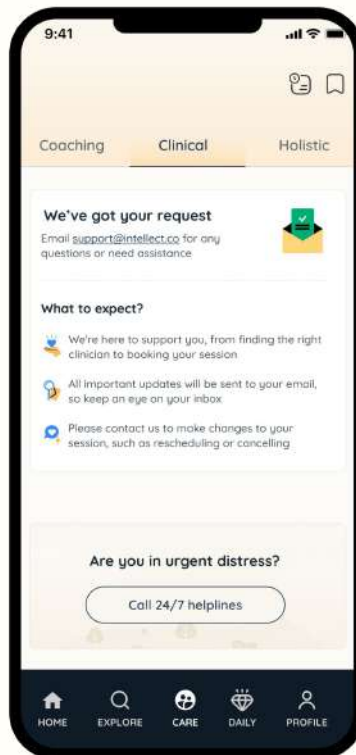 9:41
Coaching Clinical Holistic
We've got your request
Email support@intellect.co for any
questions or need assistance
What to expect?
We're here to support you, from finding the right
clinician to booking your session
All important updates will be sent to your email,
so keep an eye on your inbox
Please contact us to make changes to your
session, such as rescheduling or cancelling
Are you in urgent distress?
Call 24/7 helplines
HOME EXPLORE CARE DAILY PROFILE